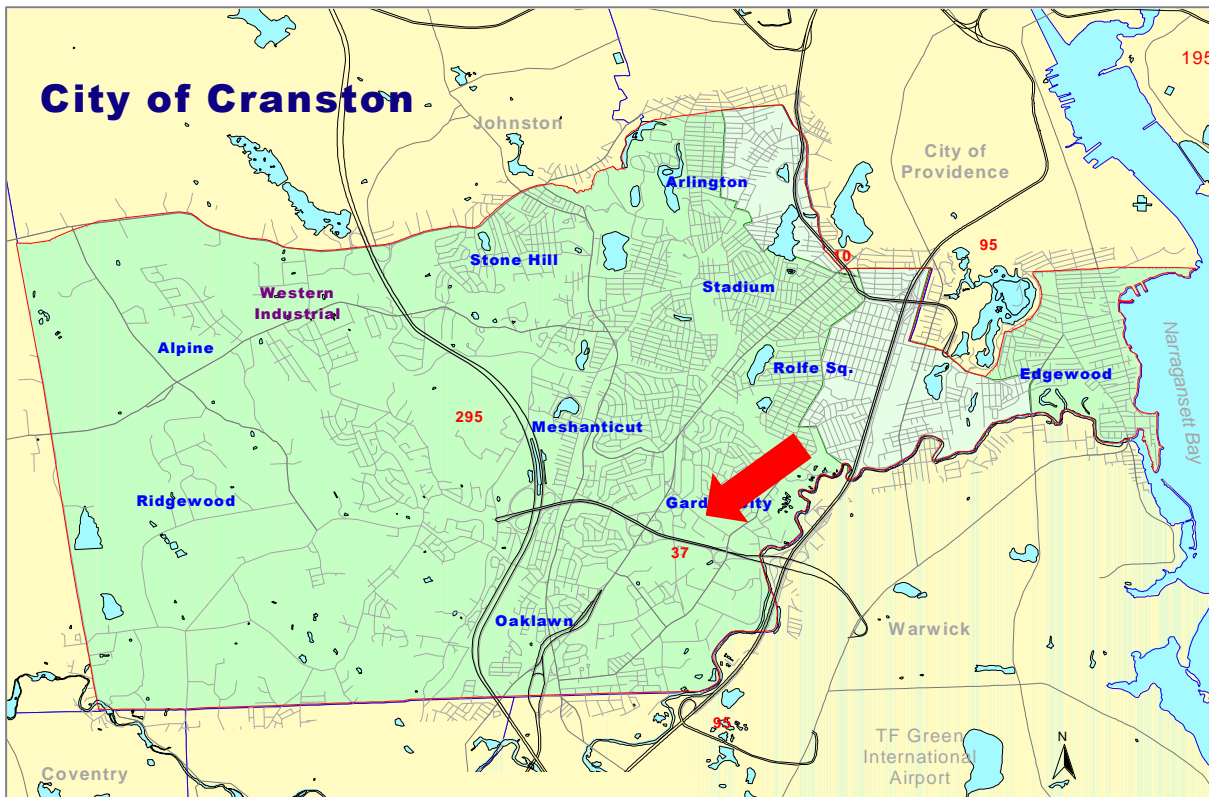 City of Cranston
195
Johnston
City of
Providence
Arlington
10
95
Stone Hill
Stadium
Western
Industrial
Alpine
Rolfe Sq.
Edgewood
Narragansett Bay
295
Meshanticut
Ridgewood
37
Oaklawn
Warwick
95
TF Green
International
Airport
N
Coventry